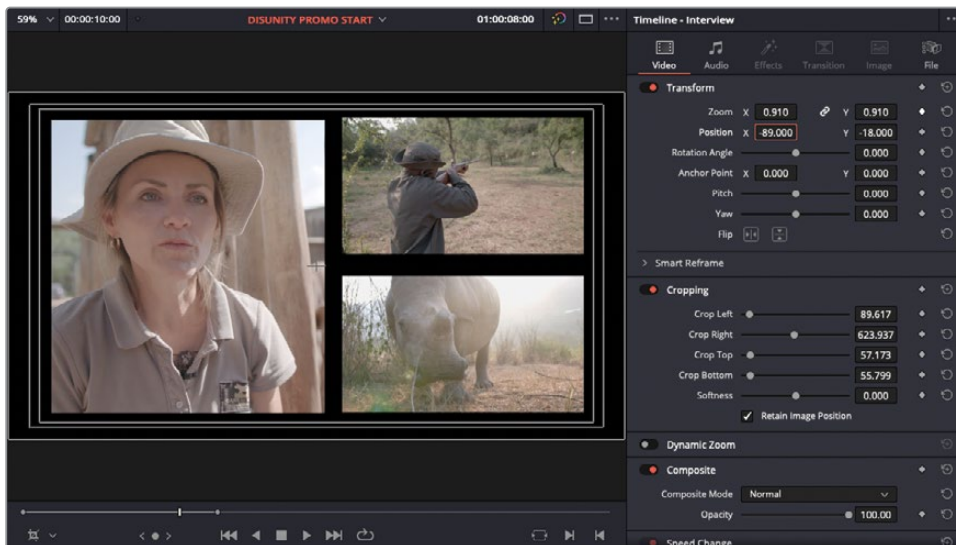 59% 00:00:10:00 DISUNITY PROMO START 01:00:08:00 Timeline - Interview
Video Audio Effects Transition Image File
Transform
Zoom X 0.910 Y 0.910
Position X -89.000 Y -18.000
Rotation Angle 0.000
Anchor Point X 0.000 Y 0.000
Pitch 0.000
Yaw 0.000
Flip
Smart Reframe
Cropping
Crop Left 89.617
Crop Right 623.937
Crop Top 57.173
Crop Bottom 55.799
Softness 0.000
Retain Image Position
Dynamic Zoom
Composite
Composite Mode Normal
Opacity 100.00
Speed Change